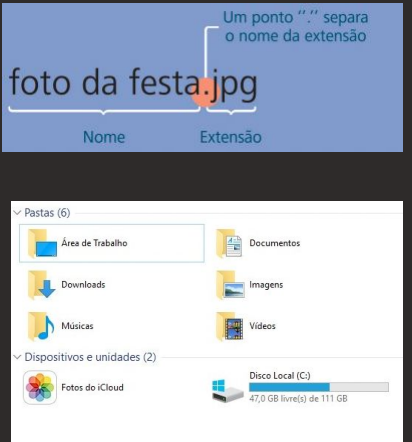 Um ponto “.” separa
o nome da extensão
foto da festa.jpg
Nome Extensão
Pastas (6)
Área de Trabalho Documentos
Downloads Imagens
Músicas Vídeos
Dispositivos e unidades (2)
Fotos do iCloud
Disco Local (C:)
47,0 GB livre(s) de 111 GB